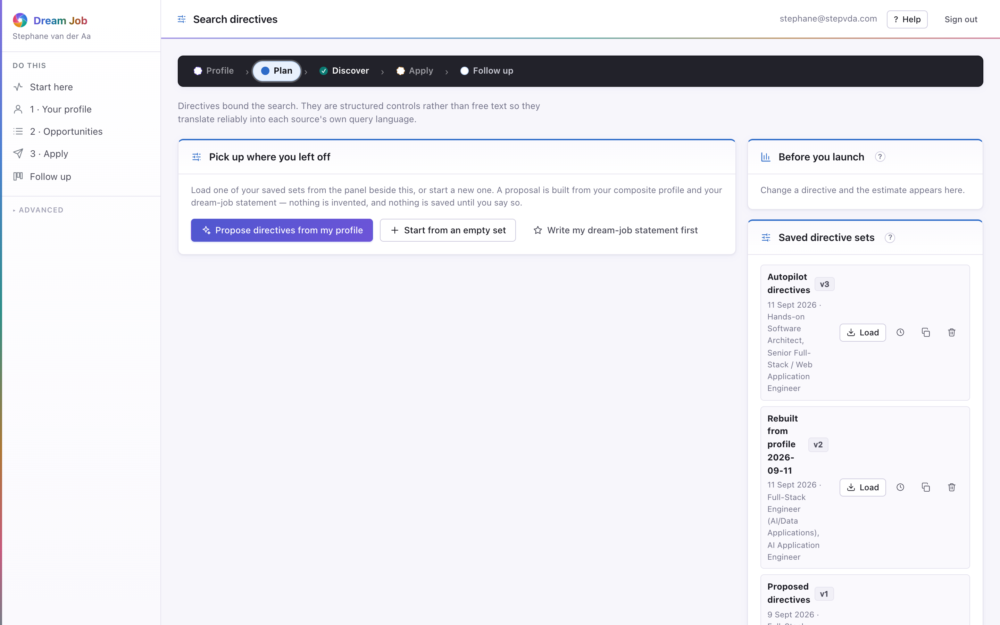 Dream Job
Stephane van der Aa
DO THIS
Start here
1 · Your profile
2 · Opportunities
3 · Apply
Follow up
ADVANCED
Search directives
stephane@stepvda.com
? Help
Sign out
Profile › Plan › Discover › Apply › Follow up
Directives bound the search. They are structured controls rather than free text so they
translate reliably into each source's own query language.
Pick up where you left off
Load one of your saved sets from the panel beside this, or start a new one. A proposal is built from your composite profile and your
dream-job statement — nothing is invented, and nothing is saved until you say so.
Propose directives from my profile
Start from an empty set
Write my dream-job statement first
Before you launch ?
Change a directive and the estimate appears here.
Saved directive sets ?
Autopilot
directives
v3
11 Sept 2026 ·
Hands-on
Software
Architect,
Senior Full-
Stack / Web
Application
Engineer
Load
Rebuilt
from
profile
2026-
09-11
v2
11 Sept 2026 ·
Full-Stack
Engineer
(AI/Data
Applications),
AI Application
Engineer
Load
Proposed
directives
v1
9 Sept 2026 ·